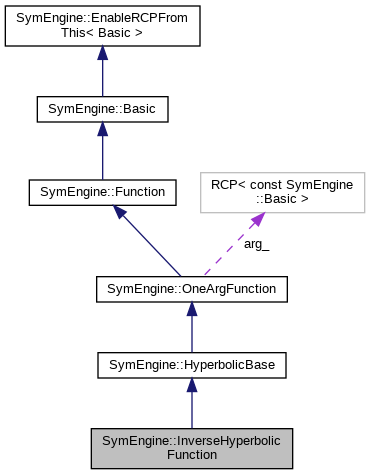 SymEngine::EnableRCPFrom
This< Basic >
SymEngine::Basic
SymEngine::Function
RCP< const SymEngine
::Basic >
arg_
SymEngine::OneArgFunction
SymEngine::HyperbolicBase
SymEngine::InverseHyperbolic
Function